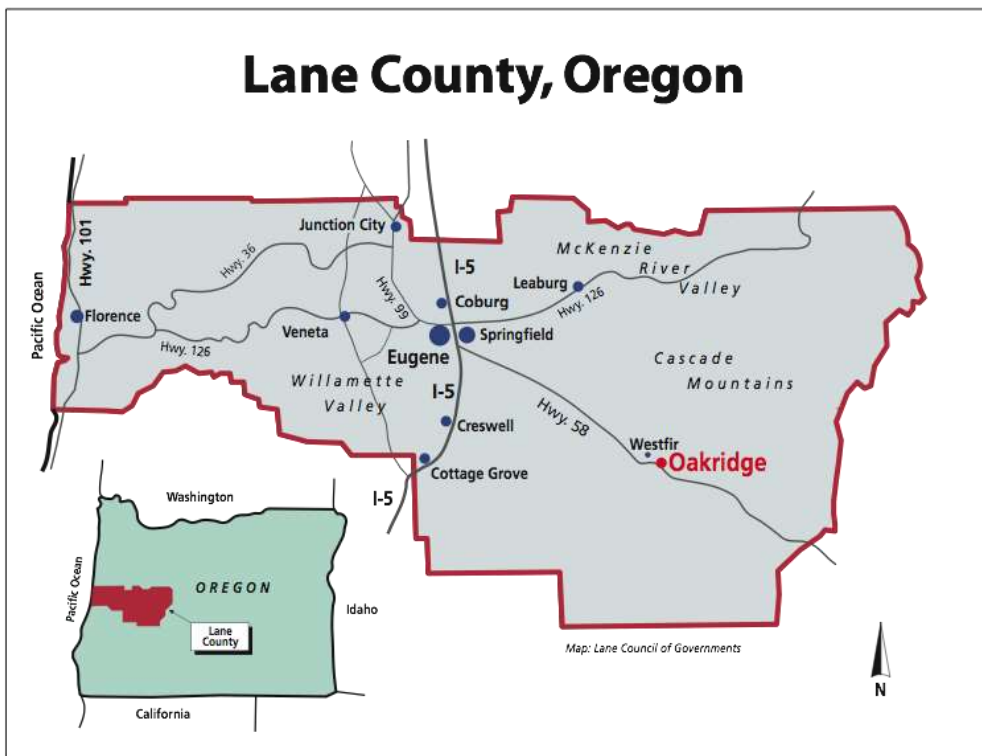 Lane County, Oregon
Pacific Ocean
Hwy. 101
Junction City
Hwy. 36
I-5
McKenzie
River
Valley
Leaburg
Hwy. 126
Coburg
Hwy. 99
Florence
Veneta
Springfield
Eugene
Hwy. 126
Cascade
Mountains
Willamette
Valley
I-5
Hwy. 58
Creswell
Westfir
Oakridge
Cottage Grove
I-5
Washington
Pacific Ocean
OREGON
Idaho
Lane
County
California
Map: Lane Council of Governments
N